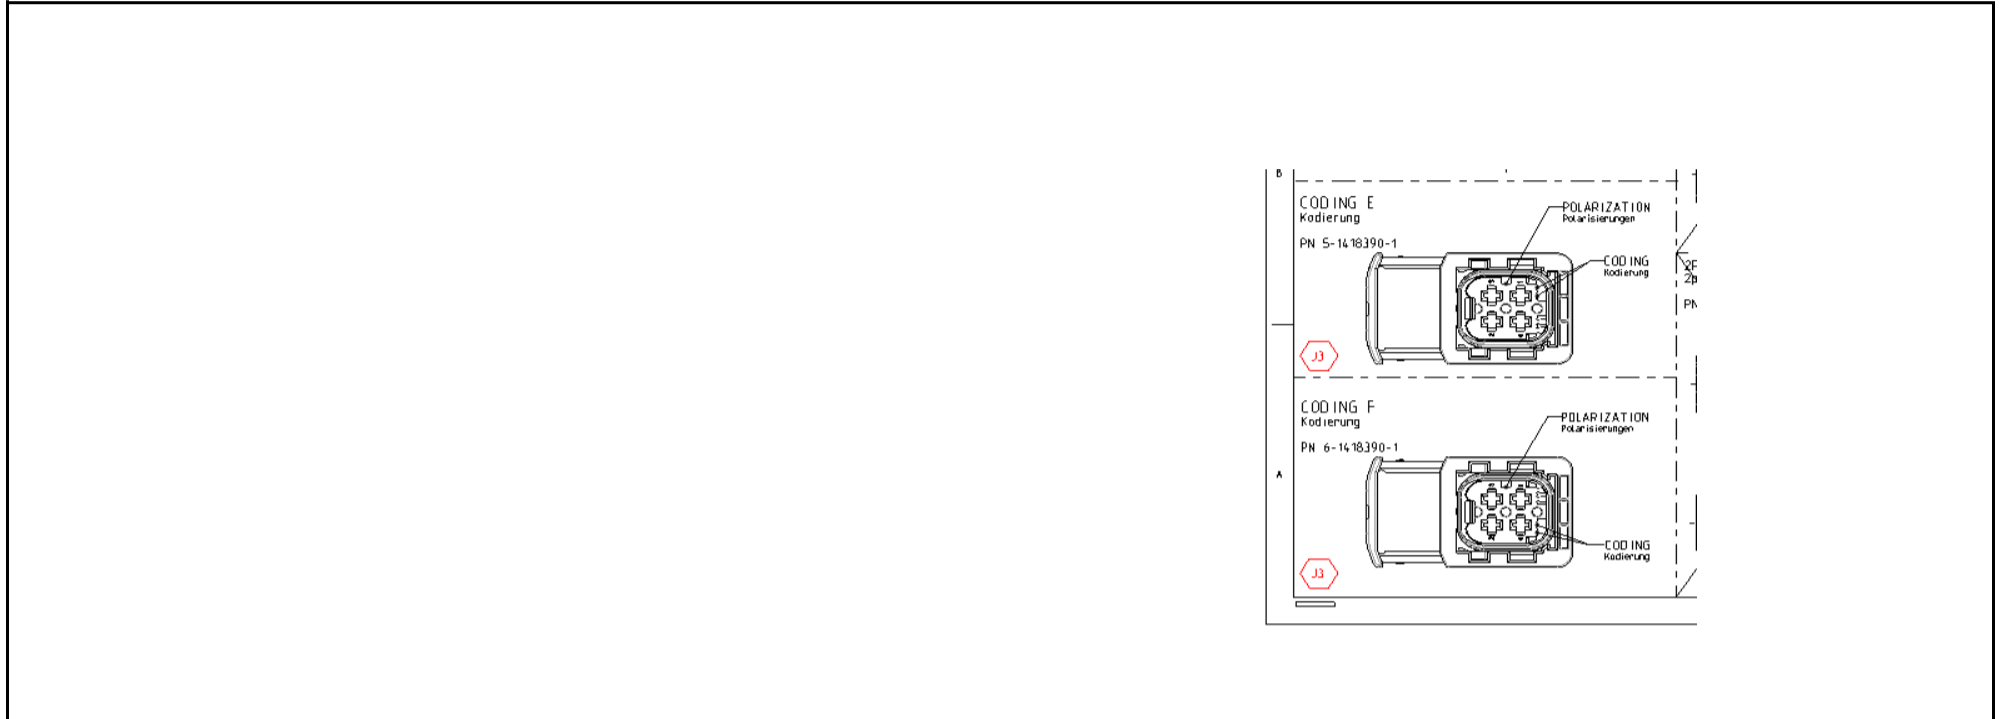 B
CODING E
Kodierung
PN 5-1418390-1
POLARIZATION
Polarisierungen
CODING
Kodierung
PN
J3
CODING F
Kodierung
PN 6-1418390-1
POLARIZATION
Polarisierungen
CODING
Kodierung
A
J3